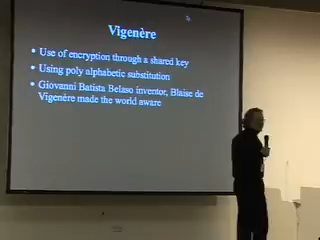 Vigenère
• Use of encryption through a shared key
• Using poly alphabetic substitution
• Giovanni Batista Belaso inventor, Blaise de
Vigenère made the world aware